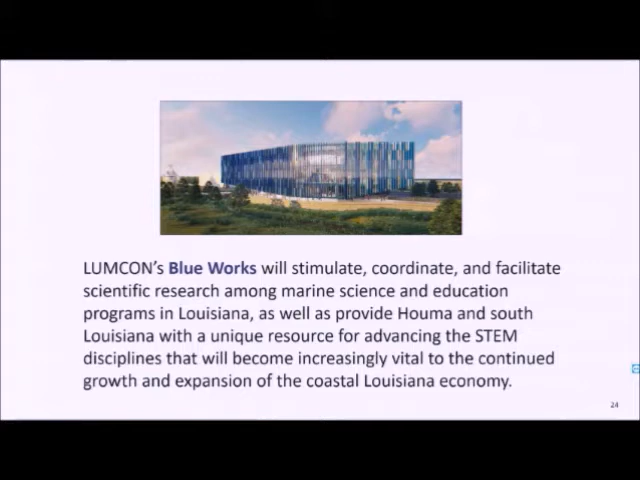 LUMCON's Blue Works will stimulate, coordinate, and facilitate
scientific research among marine science and education
programs in Louisiana, as well as provide Houma and south
Louisiana with a unique resource for advancing the STEM
disciplines that will become increasingly vital to the continued
growth and expansion of the coastal Louisiana economy.
24